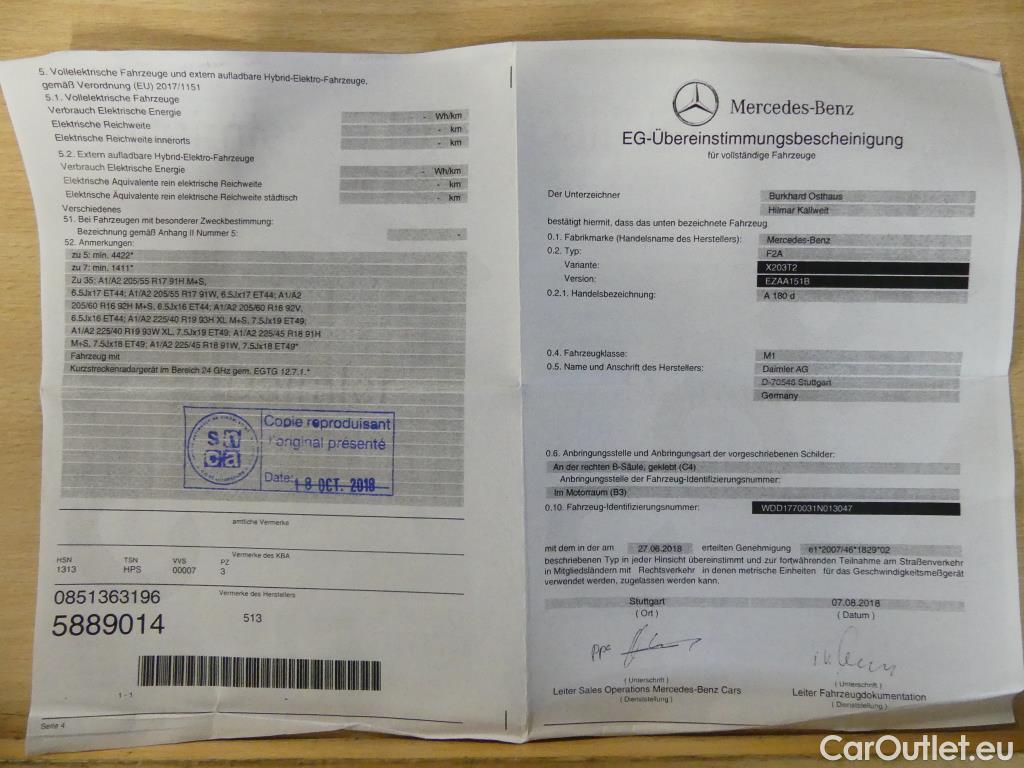 5. Vollelektrische Fahrzeuge und extern aufladbare Hybrid-Elektro-Fahrzeuge,
gemäß Verordnung (EU) 2017/1151
5.1. Vollelektrische Fahrzeuge
Verbrauch Elektrische Energie - Wh/km
Elektrische Reichweite - km
Elektrische Reichweite innerorts - km
5.2. Extern aufladbare Hybrid-Elektro-Fahrzeuge
Verbrauch Elektrische Energie - Wh/km
Elektrische Äquivalente rein elektrische Reichweite - km
Elektrische Äquivalente rein elektrische Reichweite städtisch - km
Verschiedenes
51. Bei Fahrzeugen mit besonderer Zweckbestimmung:
Bezeichnung gemäß Anhang II Nummer 5: -
52. Anmerkungen:
zu 5: min. 4422*
zu 7: min. 1411*
Zu 35: A1/A2 205/55 R17 91H M+S,
6.5Jx17 ET44; A1/A2 205/55 R17 91W, 6.5Jx17 ET44; A1/A2
205/60 R16 92H M+S, 6.5Jx16 ET44; A1/A2 205/60 R16 92V,
6.5Jx16 ET44; A1/A2 225/40 R19 93H XL M+S, 7.5Jx19 ET49;
A1/A2 225/40 R19 93W XL, 7.5Jx19 ET49; A1/A2 225/45 R18 91H
M+S, 7.5Jx18 ET49; A1/A2 225/45 R18 91W, 7.5Jx18 ET49*
Fahrzeug mit
Kurzstreckenradargerät im Bereich 24 GHz gem. EGTG 12.7.1.*
Copie reproduisant
l'original présenté
Date: 18 OCT. 2018
amtliche Vermerke
Vermerke des KBA
HSN TSN VVS PZ
1313 HPS 00007 3
Vermerke des Herstellers
0851363196
5889014 513
1 - 1
Seite 4
Mercedes-Benz
EG-Übereinstimmungsbescheinigung
für vollständige Fahrzeuge
Der Unterzeichner Burkhard Osthaus
Hilmar Kallweit
bestätigt hiermit, dass das unten bezeichnete Fahrzeug
0.1. Fabrikmarke (Handelsname des Herstellers): Mercedes-Benz
0.2. Typ: F2A
Variante: X203T2
Version: EZAA151B
0.2.1. Handelsbezeichnung: A 180 d
0.4. Fahrzeugklasse: M1
0.5. Name und Anschrift des Herstellers: Daimler AG
D-70546 Stuttgart
Germany
0.6. Anbringungsstelle und Anbringungsart der vorgeschriebenen Schilder:
An der rechten B-Säule, geklebt (C4)
Anbringungsstelle der Fahrzeug-Identifizierungsnummer:
Im Motorraum (B3)
0.10. Fahrzeug-Identifizierungsnummer: WDD1770031N013047
mit dem in der am 27.06.2018 erteilten Genehmigung e1*2007/46*1829*02
beschriebenen Typ in jeder Hinsicht übereinstimmt und zur fortwährenden Teilnahme am Straßenverkehr
in Mitgliedsländern mit Rechtsverkehr in denen metrische Einheiten für das Geschwindigkeitsmeßgerät
verwendet werden, zugelassen werden kann.
Stuttgart 07.08.2018
( Ort ) ( Datum )
ppa
( Unterschrift ) ( Unterschrift )
Leiter Sales Operations Mercedes-Benz Cars Leiter Fahrzeugdokumentation
( Dienststellung ) ( Dienststellung )
CarOutlet.eu